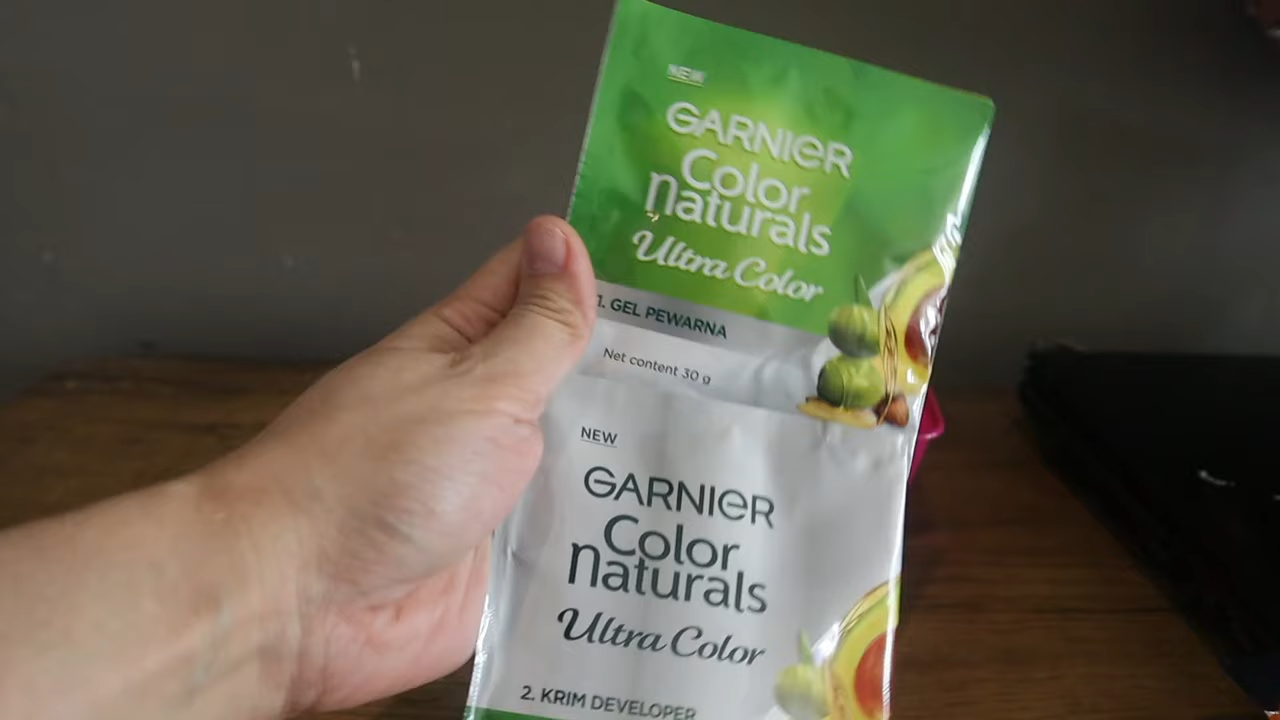 NEW
GARNIER
Color
naturals
Ultra Color
1. GEL PEWARNA
Net content 30 g
NEW
GARNIER
Color
naturals
Ultra Color
2. KRIM DEVELOPER